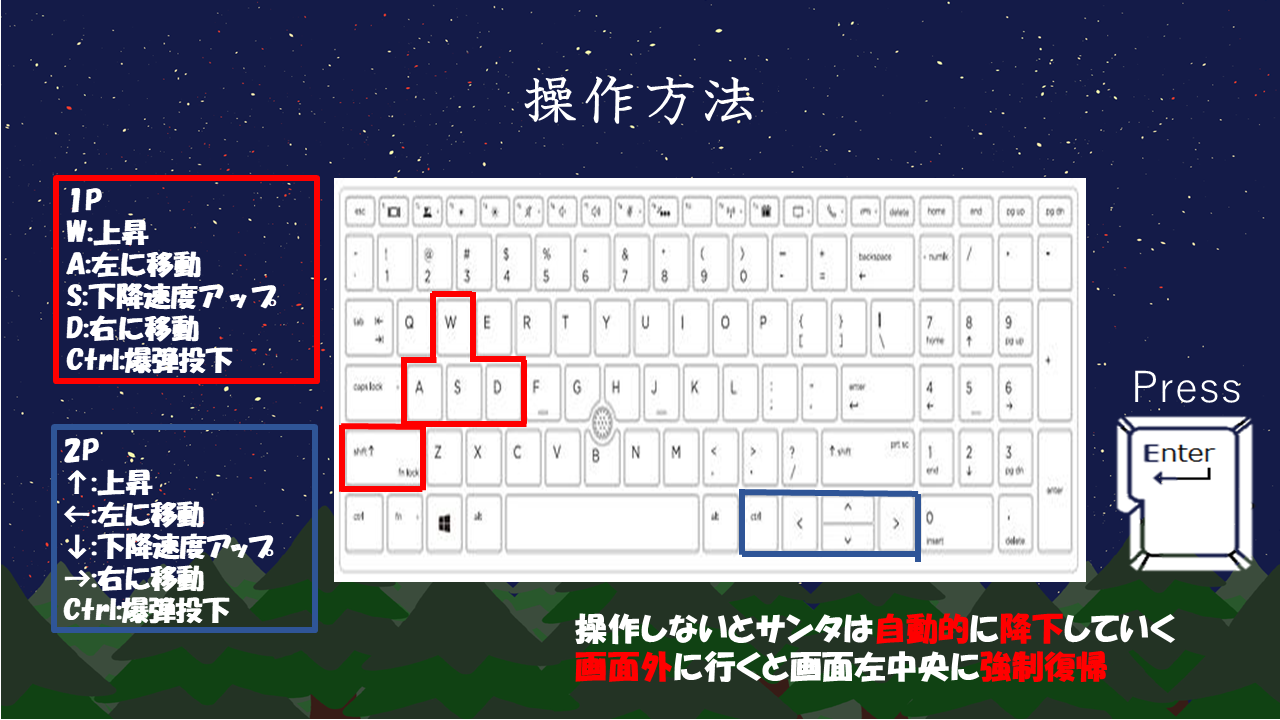 操作方法
1P
W:上昇
A:左に移動
S:下降速度アップ
D:右に移動
Ctrl:爆弾投下
2P
↑:上昇
←:左に移動
↓:下降速度アップ
→:右に移動
Ctrl:爆弾投下
esc
delete home end pg up pg dn
! @ # $ % & * ( ) - +
1 2 3 4 5 6 7 8 9 0 =
backspace ←
numlk /
tab Q W E R T Y U I O P { [ } ] | \
7 home 8 ↑ 9 pg up +
caps lock A S D F G H J K L : ; enter ↵
4 ← 5 6 →
shift↑ fn lock Z X C V B N M < , > . ? / ↑shift prt sc
1 end 2 ↓ 3 pg dn enter
ctrl fn alt alt ctrl < ^ v > 0 insert . delete
Press
Enter
操作しないとサンタは自動的に降下していく
画面外に行くと画面左中央に強制復帰